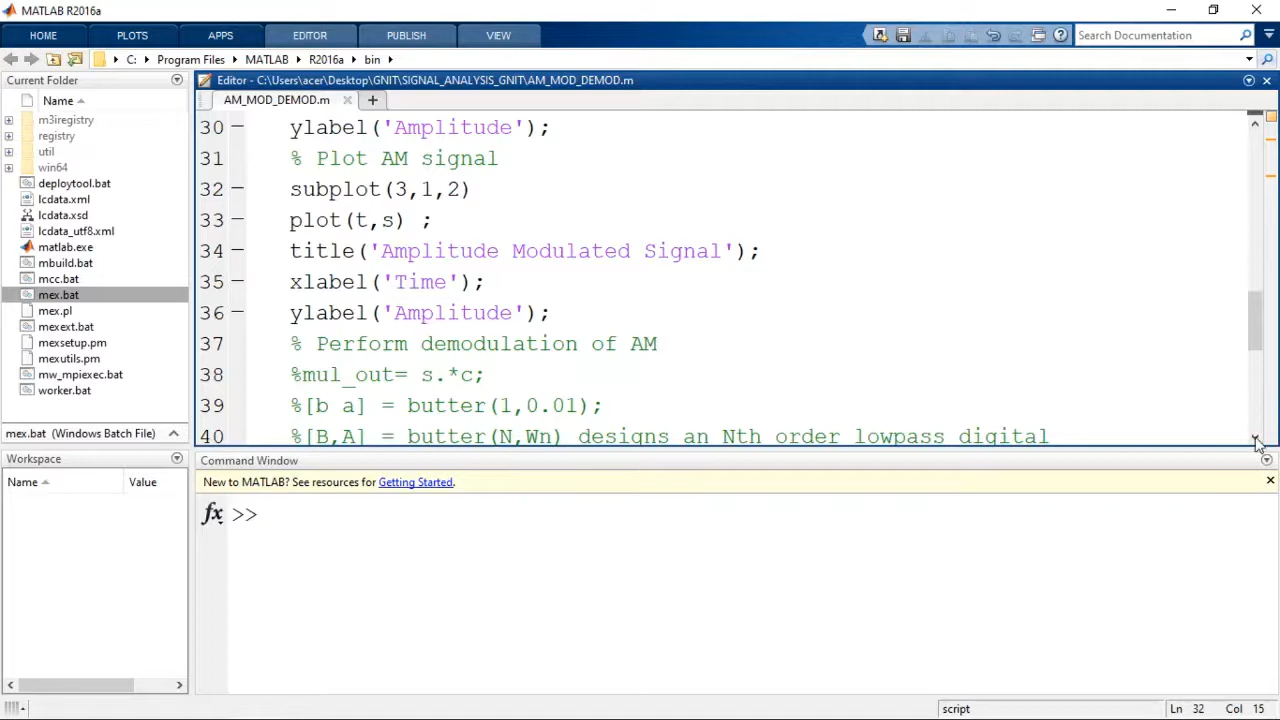 MATLAB R2016a
HOME PLOTS APPS EDITOR PUBLISH VIEW Search Documentation
C: Program Files MATLAB R2016a bin
Current Folder
Name
m3iregistry
registry
util
win64
deploytool.bat
lcdata.xml
lcdata.xsd
lcdata_utf8.xml
matlab.exe
mbuild.bat
mcc.bat
mex.bat
mex.pl
mexext.bat
mexsetup.pm
mexutils.pm
mw_mpiexec.bat
worker.bat
mex.bat (Windows Batch File)
Workspace
Name Value
Editor - C:\Users\acer\Desktop\GNIT\SIGNAL_ANALYSIS_GNIT\AM_MOD_DEMOD.m
AM_MOD_DEMOD.m
30 ylabel('Amplitude');
31 % Plot AM signal
32 subplot(3,1,2)
33 plot(t,s) ;
34 title('Amplitude Modulated Signal');
35 xlabel('Time');
36 ylabel('Amplitude');
37 % Perform demodulation of AM
38 %mul_out= s.*c;
39 %[b a] = butter(1,0.01);
40 %[B,A] = butter(N,Wn) designs an Nth order lowpass digital
Command Window
New to MATLAB? See resources for Getting Started.
fx >>
script Ln 32 Col 15